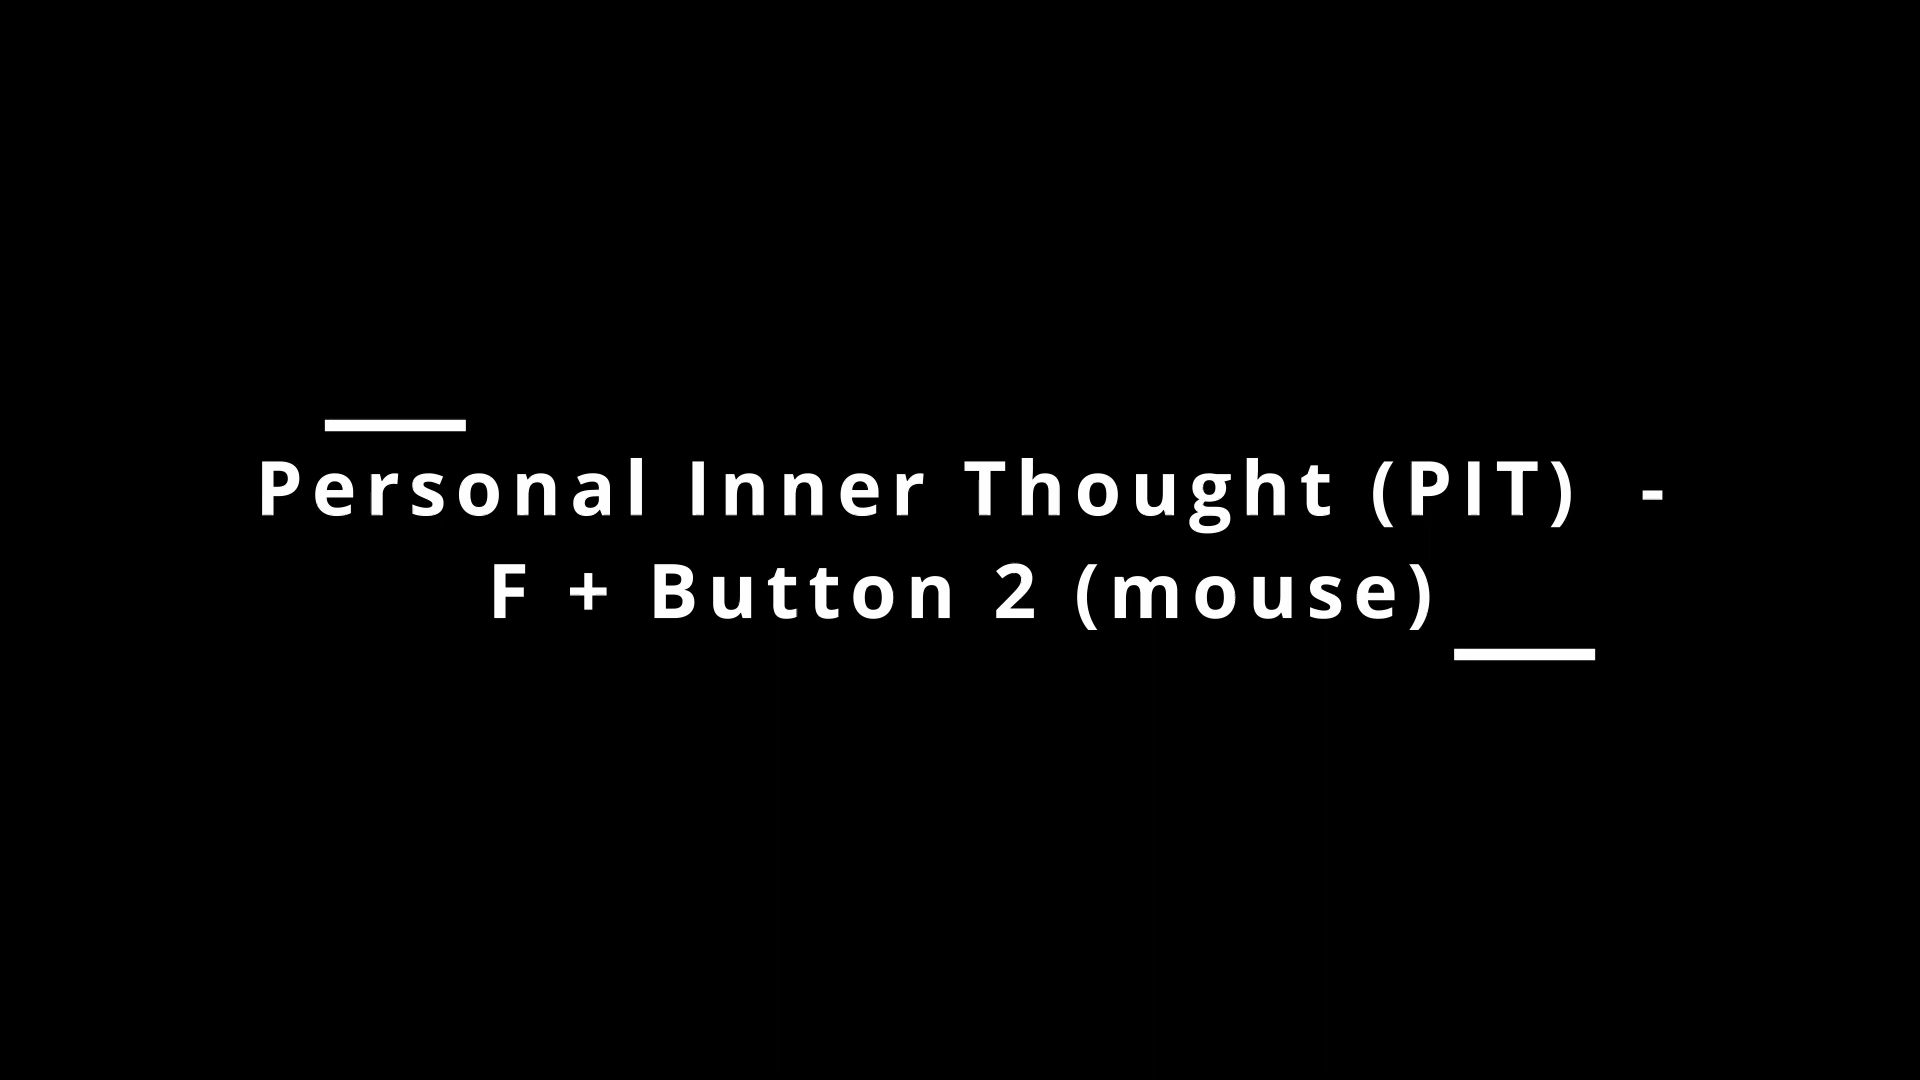 Personal Inner Thought (PIT)  -
F + Button 2 (mouse)